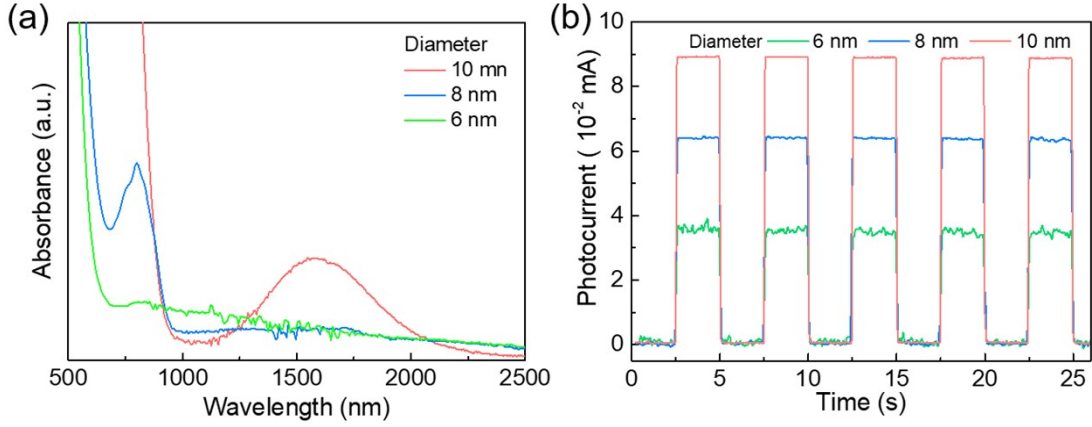 (a)
Absorbance (a.u.)
Diameter
10 mn
8 nm
6 nm
500 1000 1500 2000 2500
Wavelength (nm)
(b)
Photocurrent ( 10-2 mA)
10
8
6
4
2
0
Diameter 6 nm 8 nm 10 nm
0 5 10 15 20 25
Time (s)